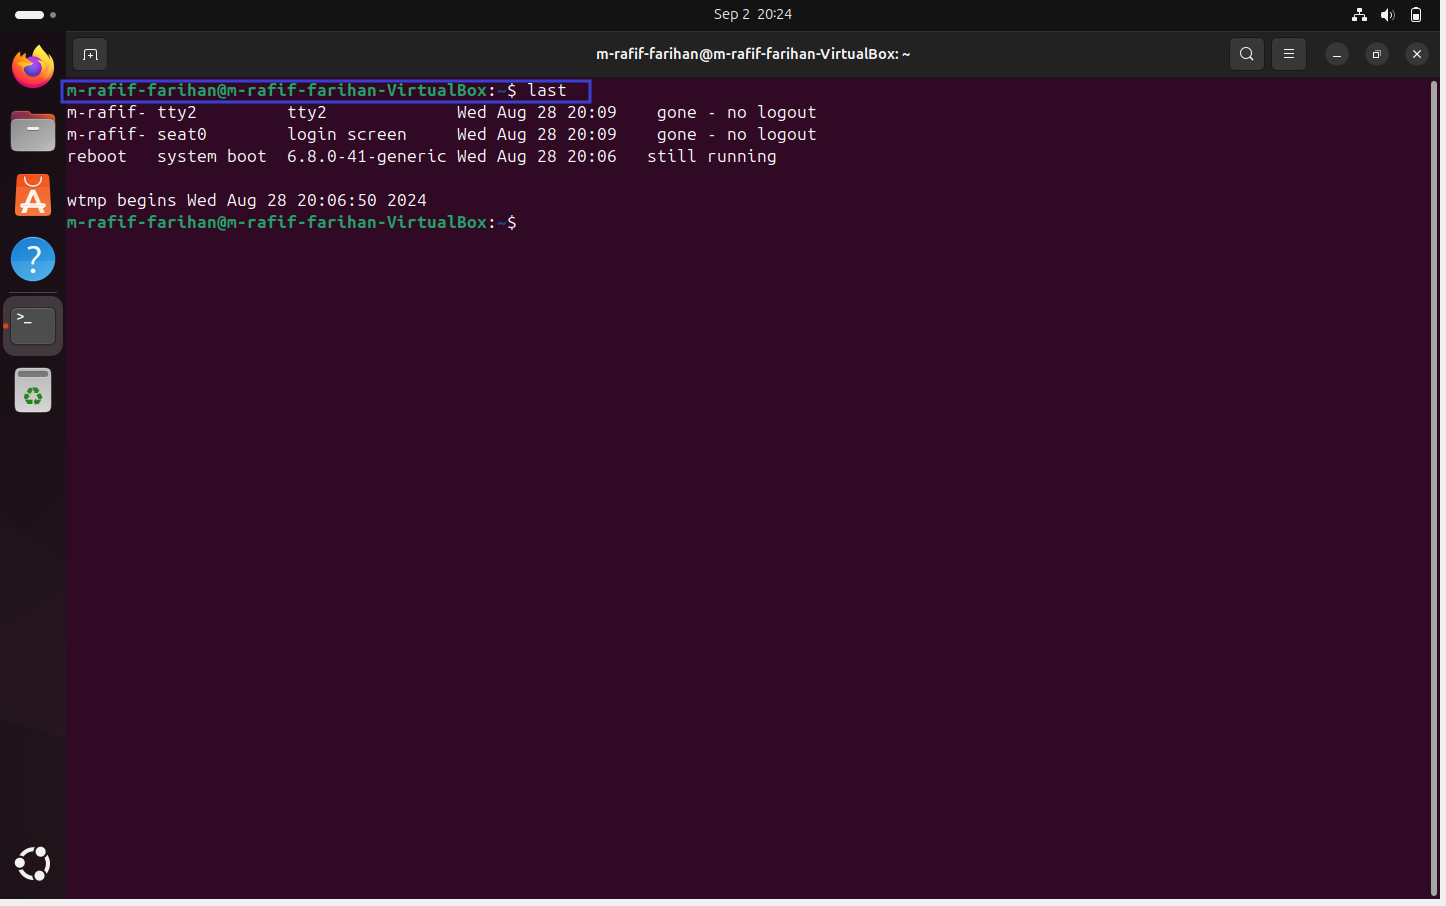 Sep 2 20:24
m-rafif-farihan@m-rafif-farihan-VirtualBox: ~
m-rafif-farihan@m-rafif-farihan-VirtualBox:~$ last
m-rafif- tty2         tty2             Wed Aug 28 20:09    gone - no logout
m-rafif- seat0        login screen     Wed Aug 28 20:09    gone - no logout
reboot   system boot  6.8.0-41-generic Wed Aug 28 20:06   still running

wtmp begins Wed Aug 28 20:06:50 2024
m-rafif-farihan@m-rafif-farihan-VirtualBox:~$